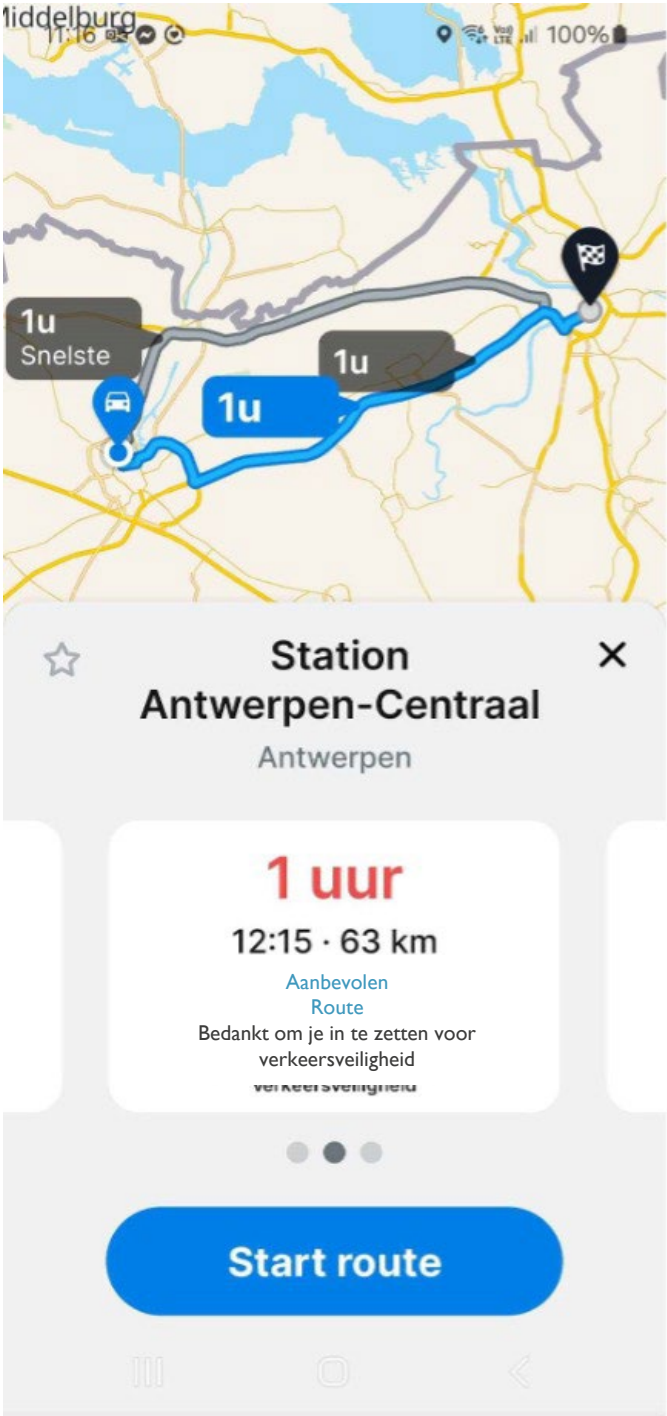 Middelburg
11:16 100%
1u
Snelste
1u
1u
Station
Antwerpen-Centraal
Antwerpen
1 uur
12:15 · 63 km
Aanbevolen
Route
Bedankt om je in te zetten voor
verkeersveiligheid
verkeersveiligheid
Start route